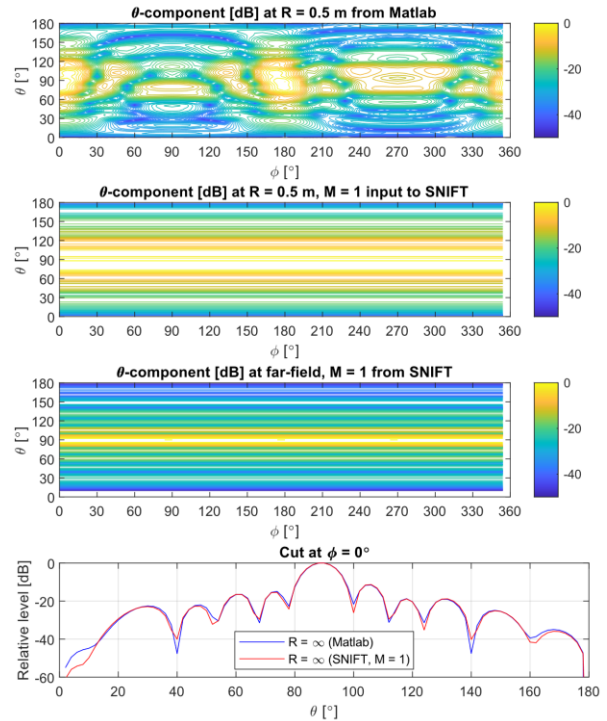 θ-component [dB] at R = 0.5 m from Matlab
θ [°]
180
150
120
90
60
30
0
0 30 60 90 120 150 180 210 240 270 300 330 360
ϕ [°]
0
-20
-40
θ-component [dB] at R = 0.5 m, M = 1 input to SNIFT
θ [°]
180
150
120
90
60
30
0
0 30 60 90 120 150 180 210 240 270 300 330 360
ϕ [°]
0
-20
-40
θ-component [dB] at far-field, M = 1 from SNIFT
θ [°]
180
150
120
90
60
30
0
0 30 60 90 120 150 180 210 240 270 300 330 360
ϕ [°]
0
-20
-40
Cut at ϕ = 0°
Relative level [dB]
0
-20
-40
-60
R = ∞ (Matlab)
R = ∞ (SNIFT, M = 1)
0 20 40 60 80 100 120 140 160 180
θ [°]